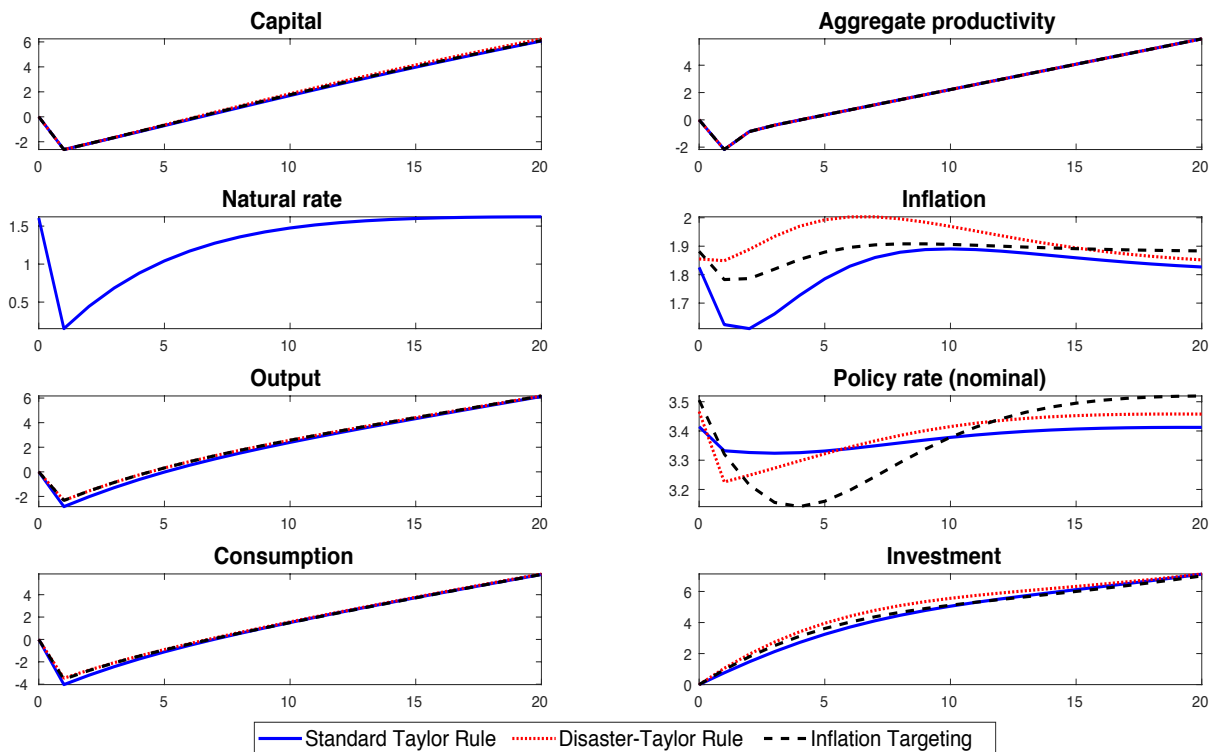 Capital
6
4
2
0
-2
0 5 10 15 20
Aggregate productivity
4
2
0
-2
0 5 10 15 20
Natural rate
1.5
1
0.5
0 5 10 15 20
Inflation
2
1.9
1.8
1.7
0 5 10 15 20
Output
6
4
2
0
-2
0 5 10 15 20
Policy rate (nominal)
3.5
3.4
3.3
3.2
0 5 10 15 20
Consumption
4
2
0
-2
-4
0 5 10 15 20
Investment
6
4
2
0
0 5 10 15 20
Standard Taylor Rule Disaster-Taylor Rule Inflation Targeting